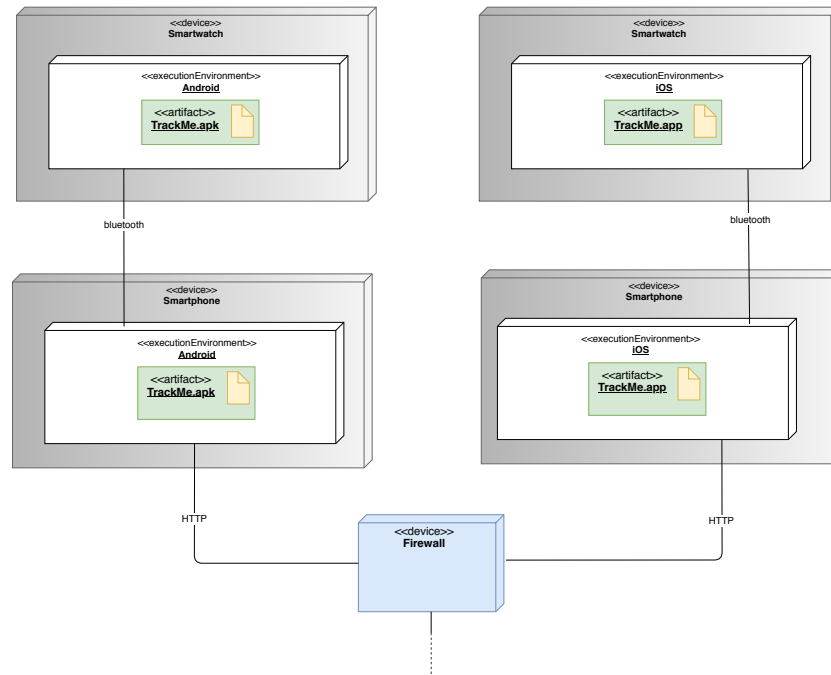 <<device>>
Smartwatch
<<executionEnvironment>>
Android
<<artifact>>
TrackMe.apk
<<device>>
Smartwatch
<<executionEnvironment>>
iOS
<<artifact>>
TrackMe.app
bluetooth
bluetooth
<<device>>
Smartphone
<<executionEnvironment>>
Android
<<artifact>>
TrackMe.apk
<<device>>
Smartphone
<<executionEnvironment>>
iOS
<<artifact>>
TrackMe.app
HTTP
HTTP
<<device>>
Firewall